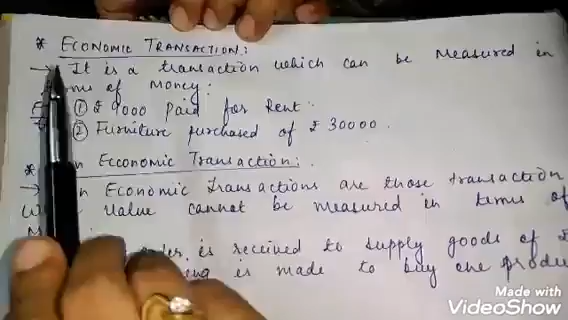 * ECONOMIC TRANSACTION:
→ It is a transaction which can be measured in
of Money:
① ₹ 9000 paid for Rent.
② Furniture purchased of ₹ 30000.
* Economic Transaction:
→ Economic Transactions are those transaction
value cannot be measured in terms of
is received to supply goods of ₹
is made to buy one produ
Made with
VideoShow